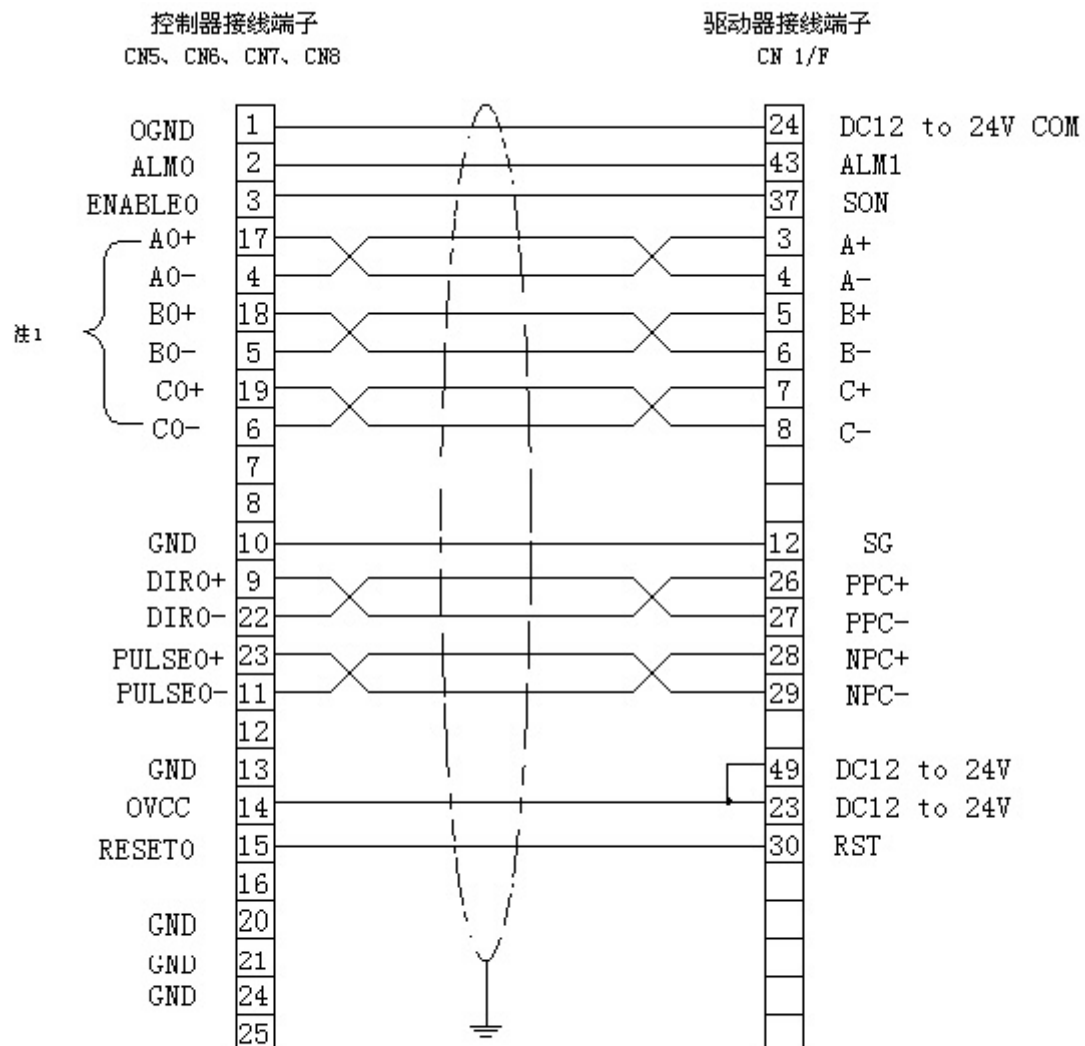 控制器接线端子 驱动器接线端子
CN5、CN6、CN7、CN8 CN 1/F
OGND 1 24 DC12 to 24V COM
ALM0 2 43 ALM1
ENABLE0 3 37 SON
A0+ 17 3 A+
A0- 4 4 A-
B0+ 18 5 B+
注1
B0- 5 6 B-
C0+ 19 7 C+
C0- 6 8 C-
7
8
GND 10 12 SG
DIR0+ 9 26 PPC+
DIR0- 22 27 PPC-
PULSE0+ 23 28 NPC+
PULSE0- 11 29 NPC-
12
GND 13 49 DC12 to 24V
OVCC 14 23 DC12 to 24V
RESET0 15 30 RST
16
GND 20
GND 21
GND 24
25